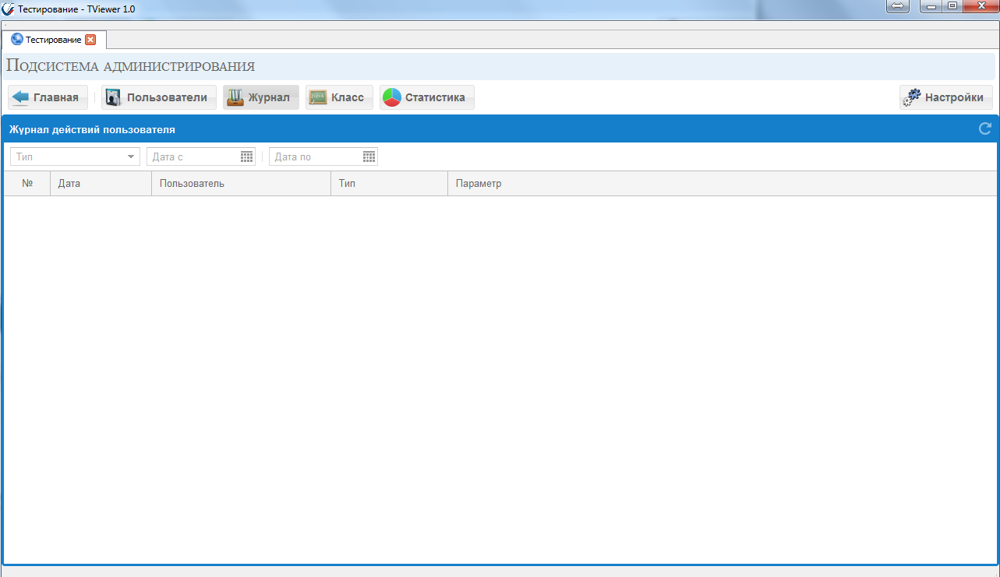 Тестирование - TViewer 1.0
Тестирование
Подсистема администрирования
Главная Пользователи Журнал Класс Статистика Настройки
Журнал действий пользователя
Тип Дата с Дата по
№ Дата Пользователь Тип Параметр